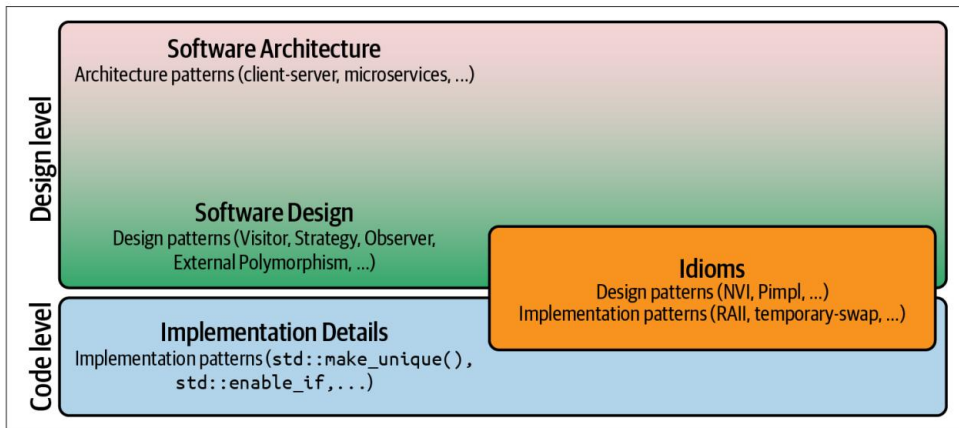 Design level
Software Architecture
Architecture patterns (client-server, microservices, ...)
Software Design
Design patterns (Visitor, Strategy, Observer,
External Polymorphism, ...)
Idioms
Design patterns (NVI, Pimpl, ...)
Implementation patterns (RAII, temporary-swap, ...)
Code level
Implementation Details
Implementation patterns (std::make_unique(),
std::enable_if,...)